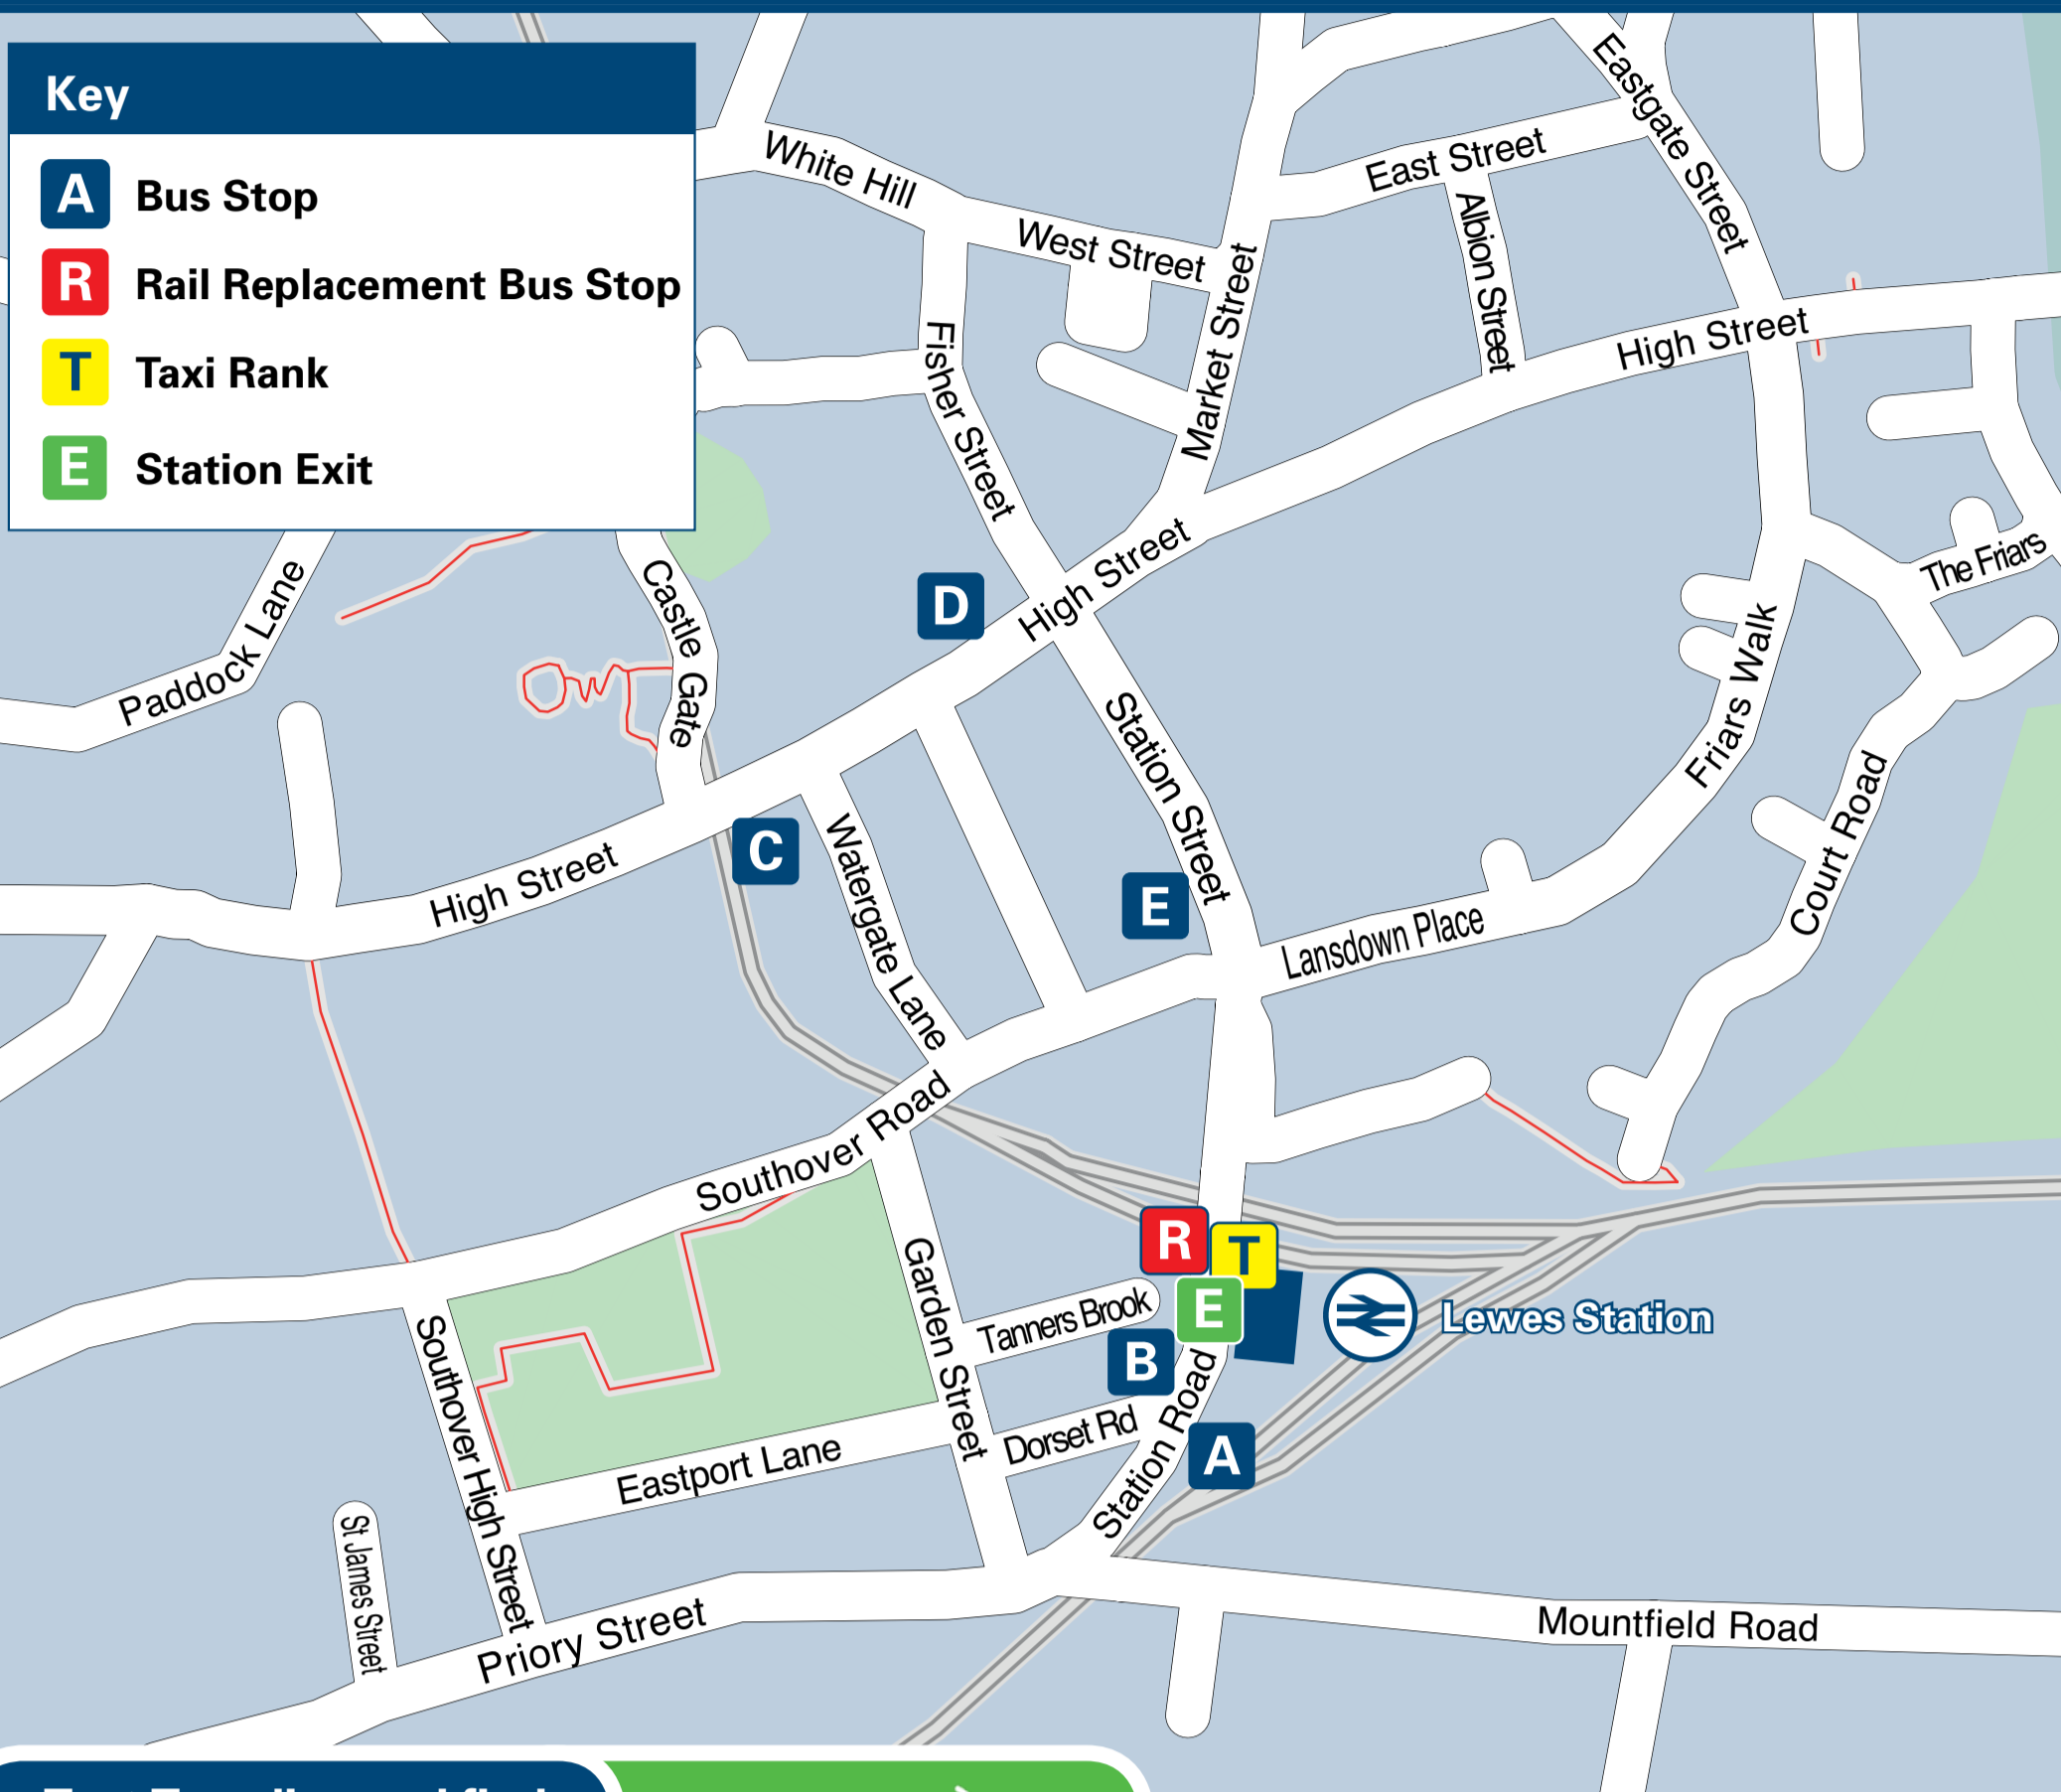 Key
A Bus Stop
R Rail Replacement Bus Stop
T Taxi Rank
E Station Exit
White Hill
West Street
Fisher Street
Market Street
East Street
Albion Street
Eastgate Street
High Street
High Street
High Street
The Friars
Friars Walk
Court Road
Paddock Lane
Castle Gate
D
C
E
Station Street
Watergate Lane
Lansdown Place
Southover Road
Garden Street
Tanners Brook
R
T
E
Lewes Station
B
A
Dorset Rd
Station Road
Eastport Lane
Southover High Street
St James Street
Priory Street
Mountfield Road